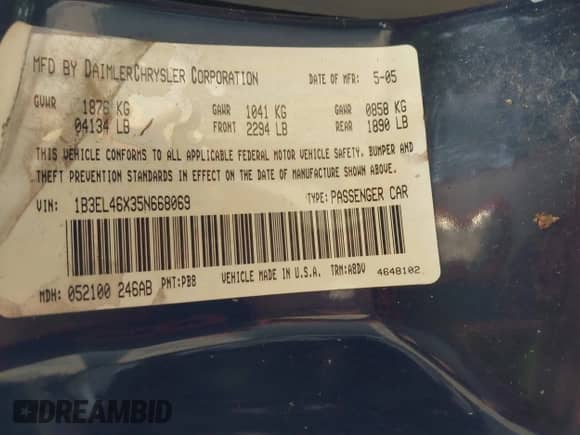 MFD BY DAIMLERCHRYSLER CORPORATION DATE OF MFR: 5-05
GVWR 1876 KG GAWR 1041 KG GAWR 0858 KG
04134 LB FRONT 2294 LB REAR 1890 LB
THIS VEHICLE CONFORMS TO ALL APPLICABLE FEDERAL MOTOR VEHICLE SAFETY, BUMPER AND
THEFT PREVENTION STANDARDS IN EFFECT ON THE DATE OF MANUFACTURE SHOWN ABOVE.
VIN: 1B3EL46X35N668069 TYPE: PASSENGER CAR
MDH: 052100 246AB PNT: PBB VEHICLE MADE IN U.S.A. TRM: ABDV 4648102
DREAMBID